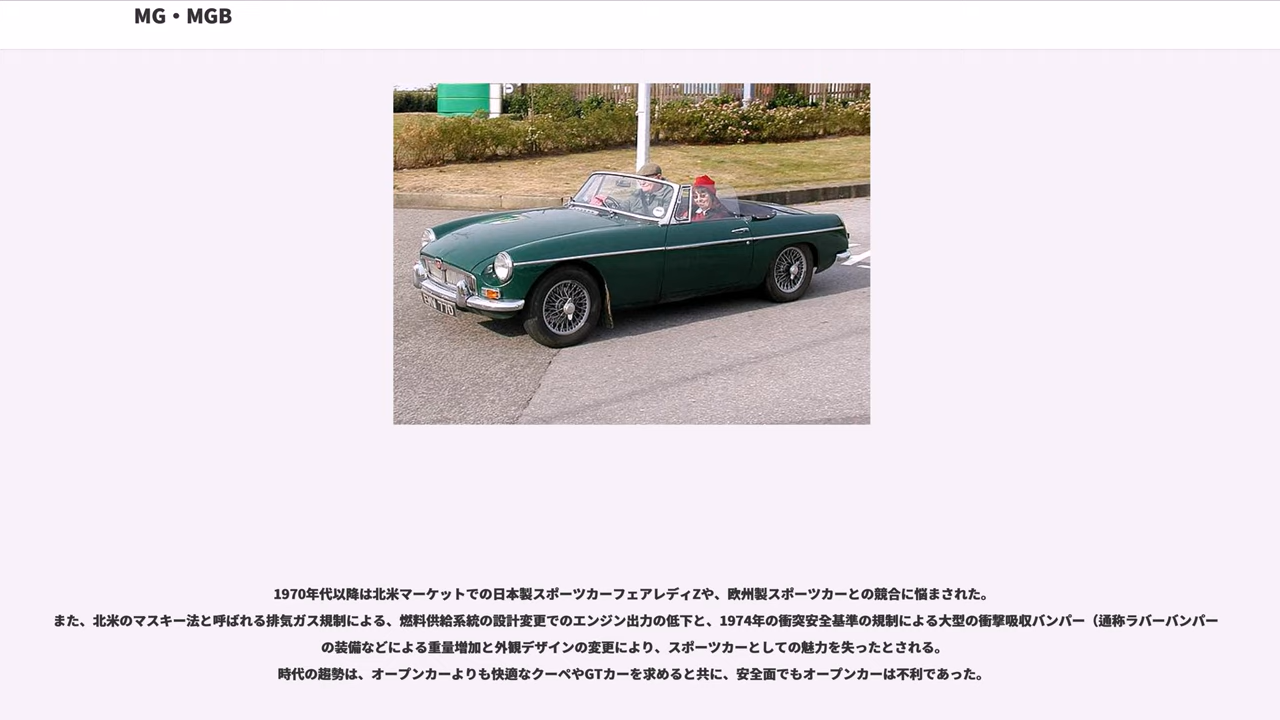 MG・MGB
1970年代以降は北米マーケットでの日本製スポーツカーフェアレディZや、欧州製スポーツカーとの競合に悩まされた。
また、北米のマスキー法と呼ばれる排気ガス規制による、燃料供給系統の設計変更でのエンジン出力の低下と、1974年の衝突安全基準の規制による大型の衝撃吸収バンパー（通称ラバーバンパー
の装備などによる重量増加と外観デザインの変更により、スポーツカーとしての魅力を失ったとされる。
時代の趨勢は、オープンカーよりも快適なクーペやGTカーを求めると共に、安全面でもオープンカーは不利であった。